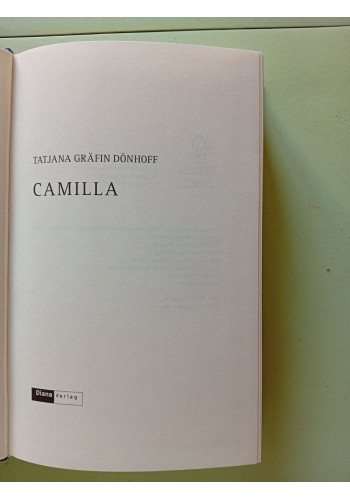 TATJANA GRÄFIN DÖNHOFF
CAMILLA
Diana Verlag